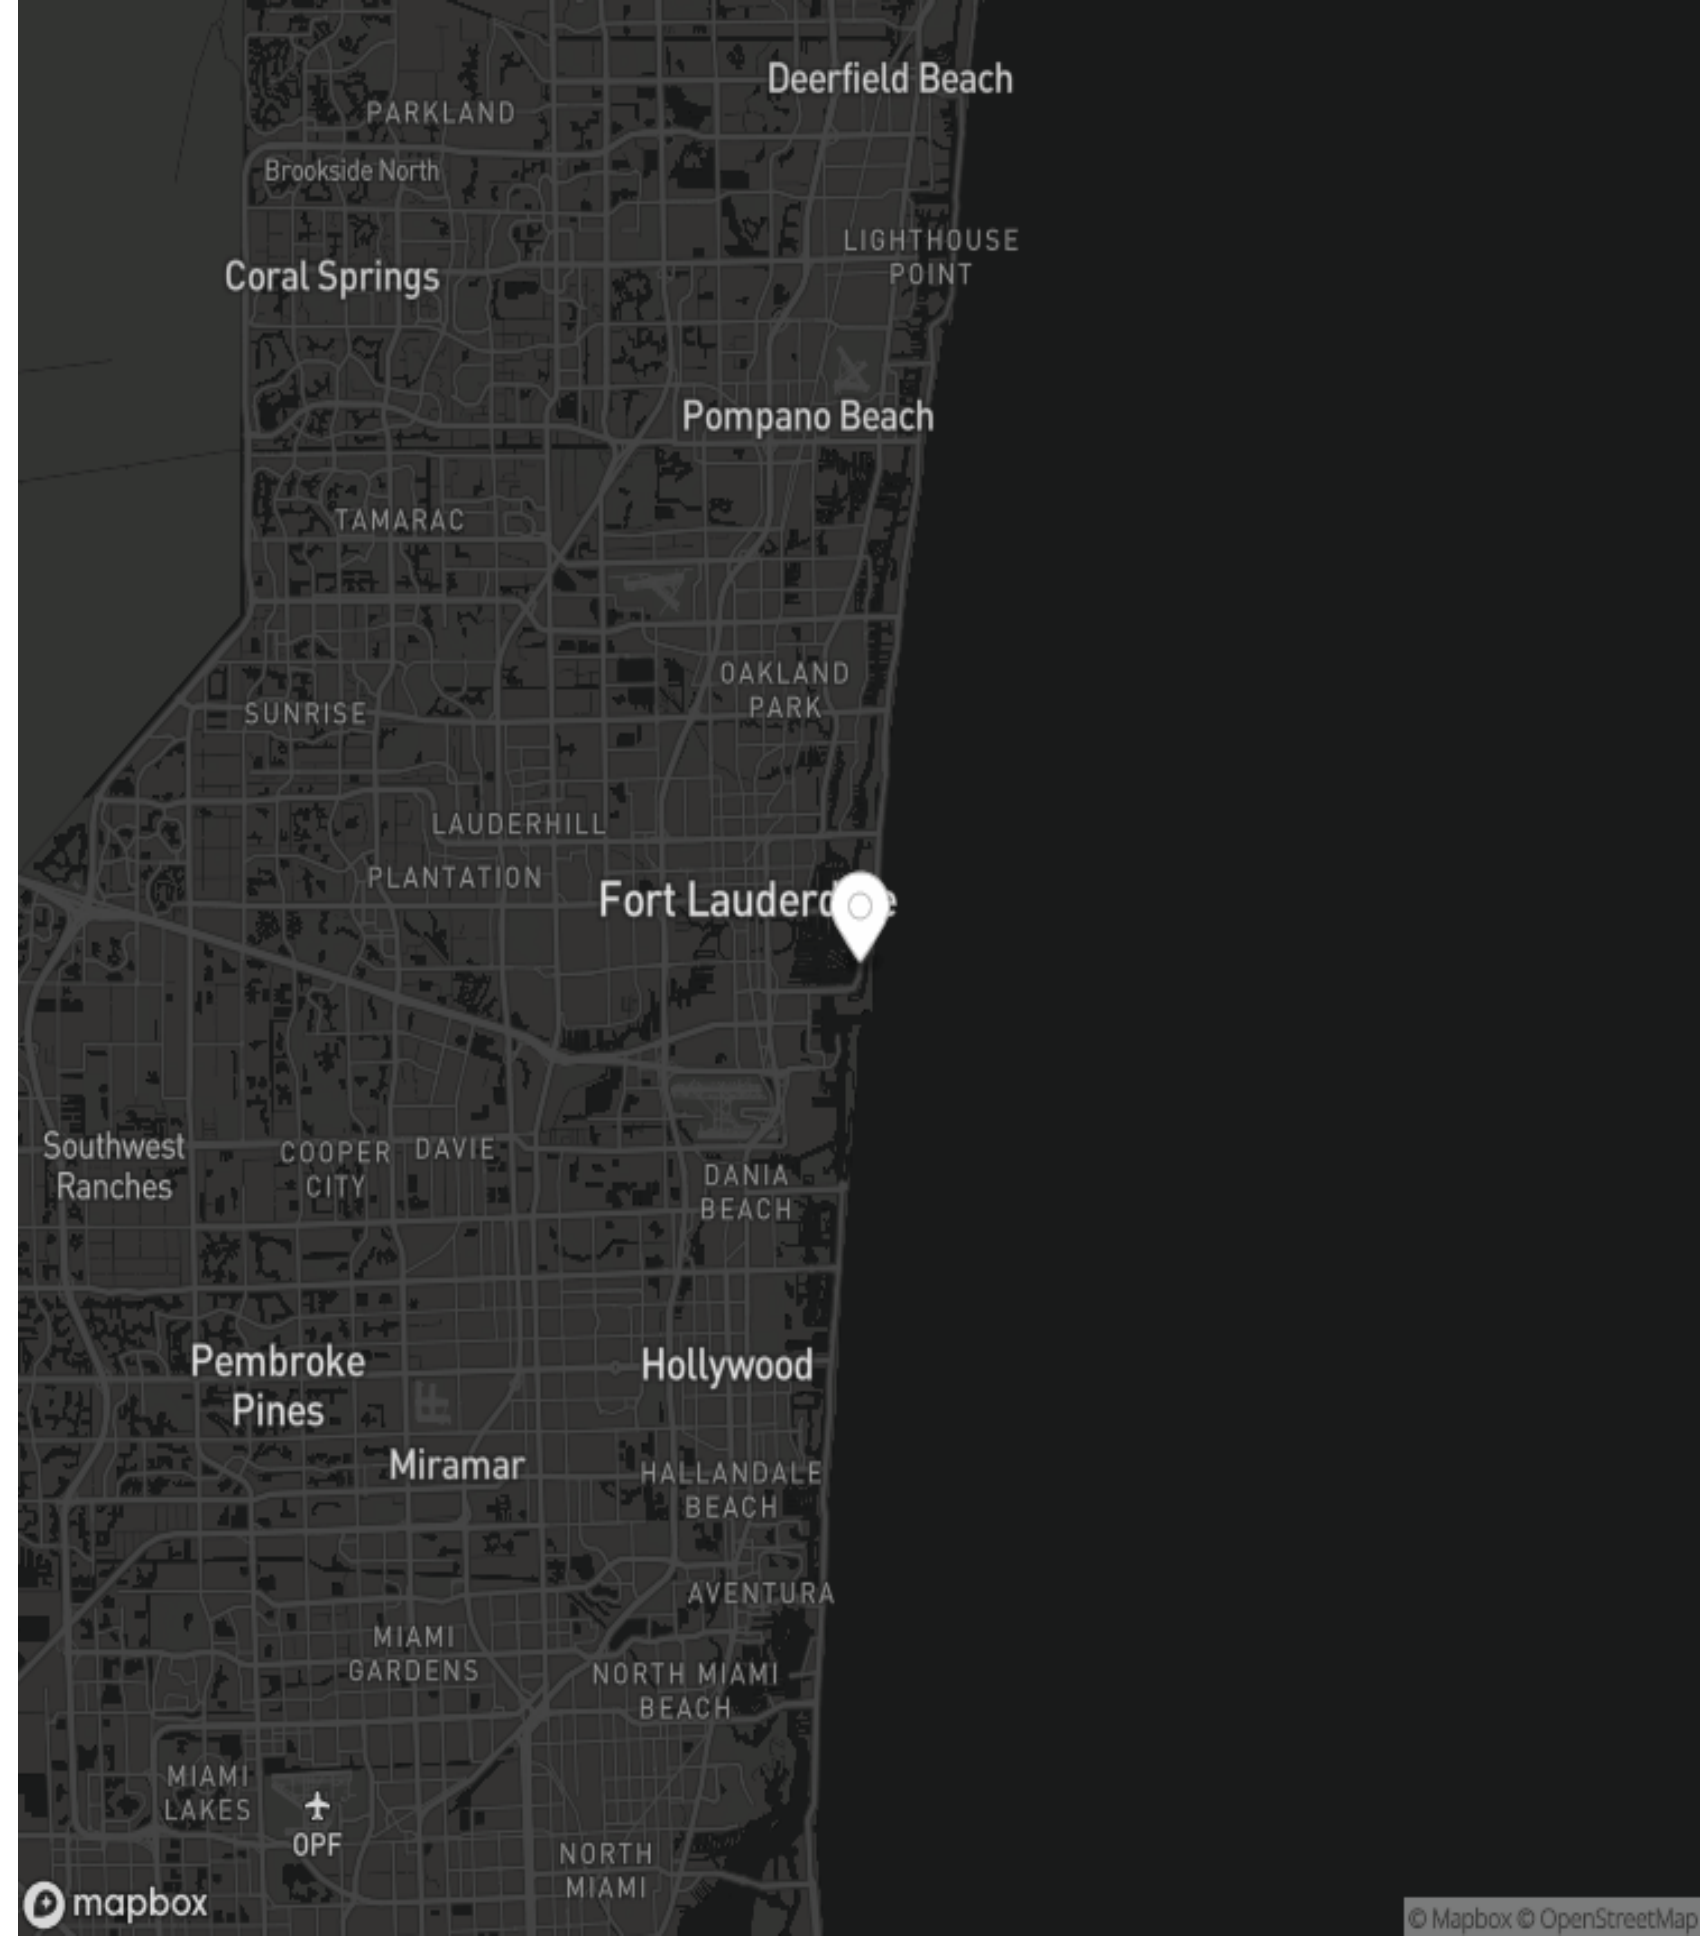 Deerfield Beach
PARKLAND
Brookside North
LIGHTHOUSE
POINT
Coral Springs
Pompano Beach
TAMARAC
OAKLAND
PARK
SUNRISE
LAUDERHILL
PLANTATION
Fort Lauderd e
Southwest
Ranches
COOPER
CITY
DAVIE
DANIA
BEACH
Pembroke
Pines
Hollywood
Miramar
HALLANDALE
BEACH
AVENTURA
MIAMI
GARDENS
NORTH MIAMI
BEACH
MIAMI
LAKES
OPF
NORTH
MIAMI
mapbox
© Mapbox © OpenStreetMap